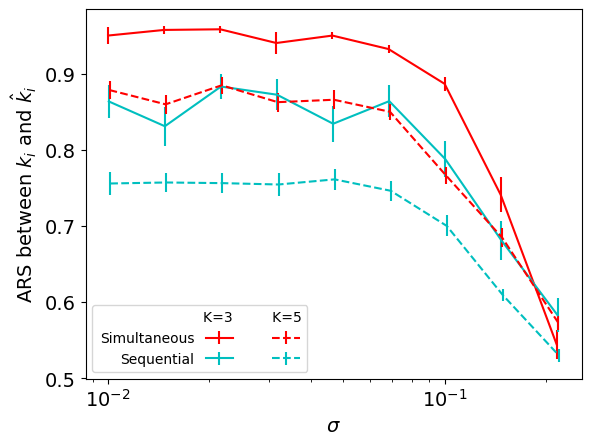 ARS between $k_i$ and $\hat{k}_i$
0.9
0.8
0.7
0.6
0.5
K=3 K=5
Simultaneous
Sequential
$10^{-2}$ $10^{-1}$
σ